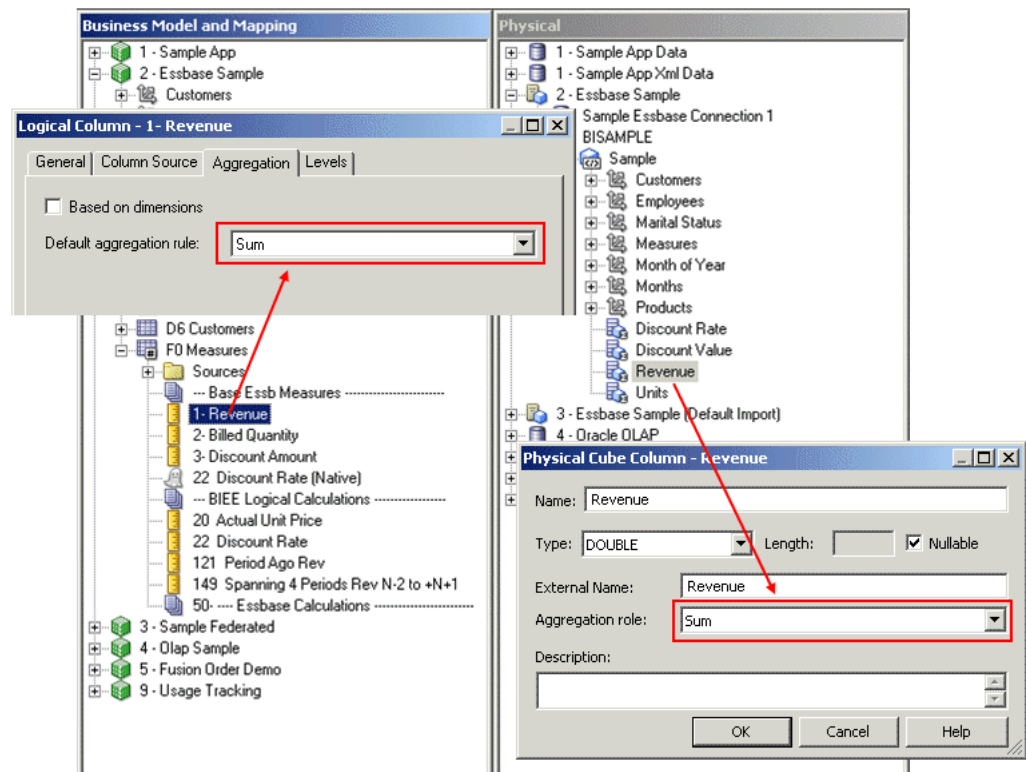 Business Model and Mapping
1 - Sample App
2 - Essbase Sample
Customers
Logical Column - 1- Revenue
General
Column Source
Aggregation
Levels
Based on dimensions
Default aggregation rule:
Sum
D6 Customers
F0 Measures
Sources
--- Base Essb Measures --------------------
1- Revenue
2- Billed Quantity
3- Discount Amount
22 Discount Rate (Native)
--- BIEE Logical Calculations ---------------
20 Actual Unit Price
22 Discount Rate
121 Period Ago Rev
149 Spanning 4 Periods Rev N-2 to +N+1
50- ---- Essbase Calculations --------------------
3 - Sample Federated
4 - Olap Sample
5 - Fusion Order Demo
9 - Usage Tracking
Physical
1 - Sample App Data
1 - Sample App Xml Data
2 - Essbase Sample
Sample Essbase Connection 1
BISAMPLE
Sample
Customers
Employees
Marital Status
Measures
Month of Year
Months
Products
Discount Rate
Discount Value
Revenue
Units
3 - Essbase Sample (Default Import)
4 - Oracle OLAP
Physical Cube Column - Revenue
Name: Revenue
Type: DOUBLE Length: Nullable
External Name: Revenue
Aggregation role: Sum
Description:
OK Cancel Help